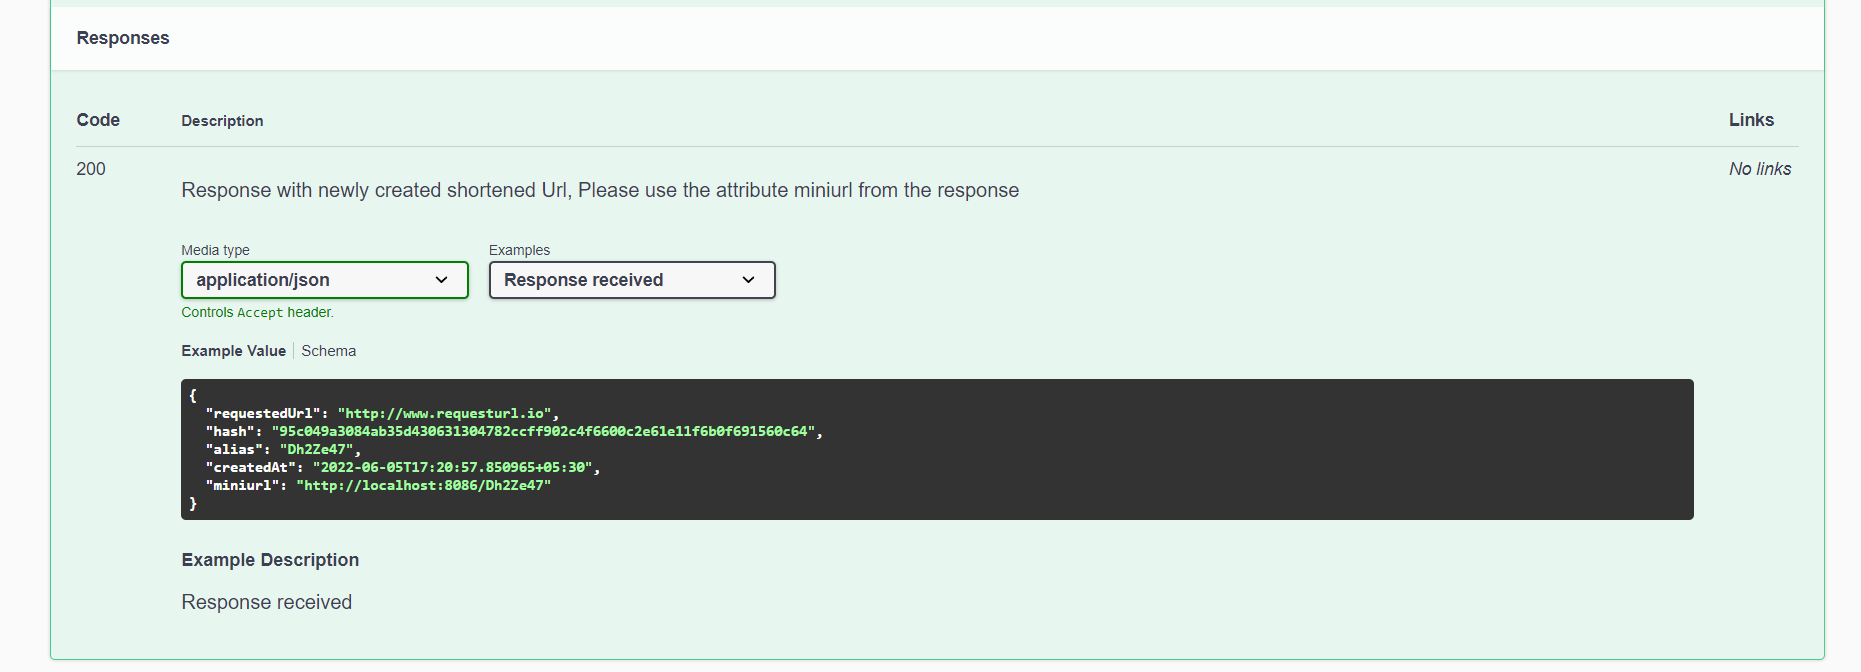 Responses
Code Description Links
200 No links
Response with newly created shortened Url, Please use the attribute miniurl from the response
Media type Examples
application/json Response received
Controls Accept header.
Example Value Schema
{
"requestedUrl": "http://www.requesturl.io",
"hash": "95c049a3084ab35d430631304782ccff902c4f6600c2e61e11f6b0f691560c64",
"alias": "Dh2Ze47",
"createdAt": "2022-06-05T17:20:57.850965+05:30",
"miniurl": "http://localhost:8086/Dh2Ze47"
}
Example Description
Response received